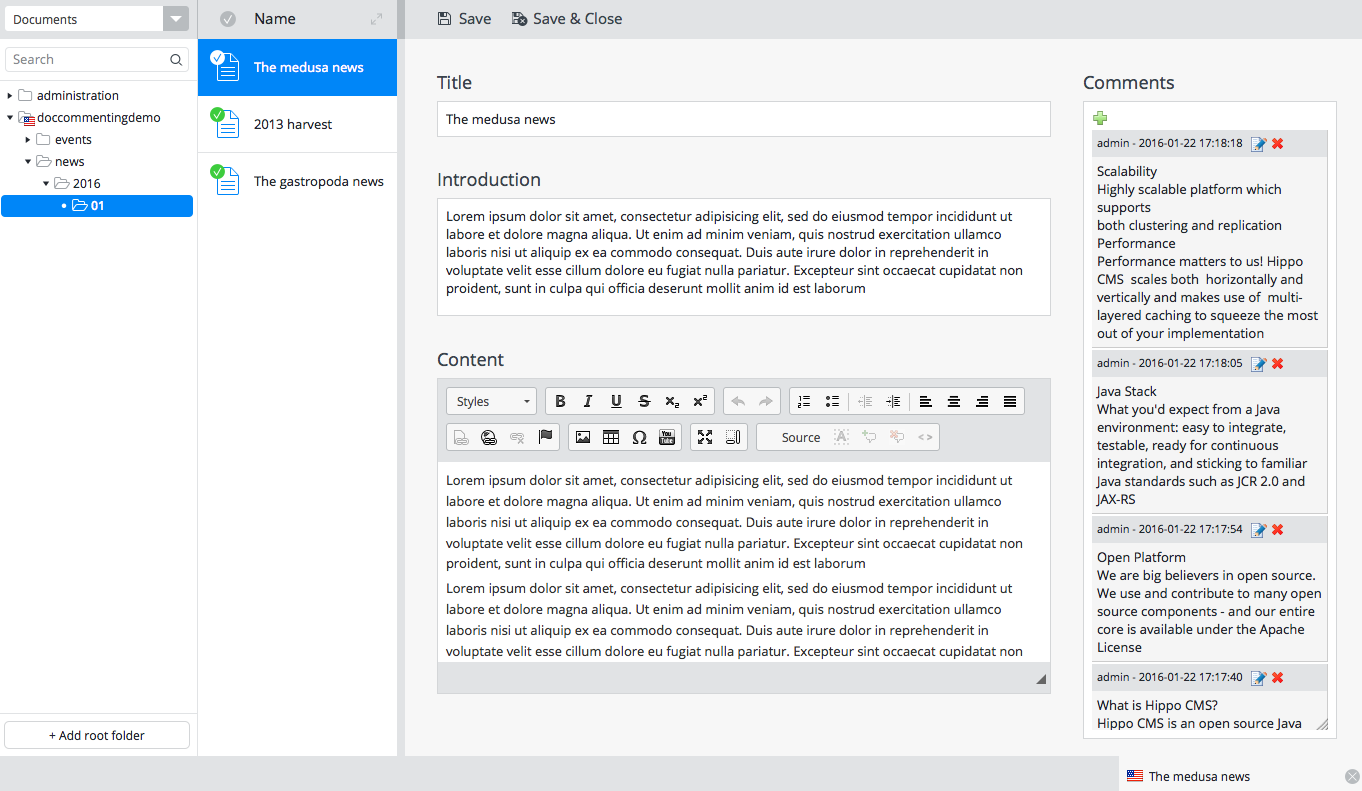 Documents
Search
administration
doccommentingdemo
events
news
2016
01
+ Add root folder
Name
The medusa news
2013 harvest
The gastropoda news
Save
Save & Close
Title
The medusa news
Introduction
Lorem ipsum dolor sit amet, consectetur adipisicing elit, sed do eiusmod tempor incididunt ut
labore et dolore magna aliqua. Ut enim ad minim veniam, quis nostrud exercitation ullamco
laboris nisi ut aliquip ex ea commodo consequat. Duis aute irure dolor in reprehenderit in
voluptate velit esse cillum dolore eu fugiat nulla pariatur. Excepteur sint occaecat cupidatat non
proident, sunt in culpa qui officia deserunt mollit anim id est laborum
Content
Styles
B I U S x₂ x²
Ω You Tube
Source A
Lorem ipsum dolor sit amet, consectetur adipisicing elit, sed do eiusmod tempor incididunt ut
labore et dolore magna aliqua. Ut enim ad minim veniam, quis nostrud exercitation ullamco
laboris nisi ut aliquip ex ea commodo consequat. Duis aute irure dolor in reprehenderit in
voluptate velit esse cillum dolore eu fugiat nulla pariatur. Excepteur sint occaecat cupidatat non
proident, sunt in culpa qui officia deserunt mollit anim id est laborum
Lorem ipsum dolor sit amet, consectetur adipisicing elit, sed do eiusmod tempor incididunt ut
labore et dolore magna aliqua. Ut enim ad minim veniam, quis nostrud exercitation ullamco
laboris nisi ut aliquip ex ea commodo consequat. Duis aute irure dolor in reprehenderit in
voluptate velit esse cillum dolore eu fugiat nulla pariatur. Excepteur sint occaecat cupidatat non
Comments
admin - 2016-01-22 17:18:18
Scalability
Highly scalable platform which
supports
both clustering and replication
Performance
Performance matters to us! Hippo
CMS  scales both  horizontally and
vertically and makes use of  multi-
layered caching to squeeze the most
out of your implementation
admin - 2016-01-22 17:18:05
Java Stack
What you'd expect from a Java
environment: easy to integrate,
testable, ready for continuous
integration, and sticking to familiar
Java standards such as JCR 2.0 and
JAX-RS
admin - 2016-01-22 17:17:54
Open Platform
We are big believers in open source.
We use and contribute to many open
source components - and our entire
core is available under the Apache
License
admin - 2016-01-22 17:17:40
What is Hippo CMS?
Hippo CMS is an open source Java
The medusa news